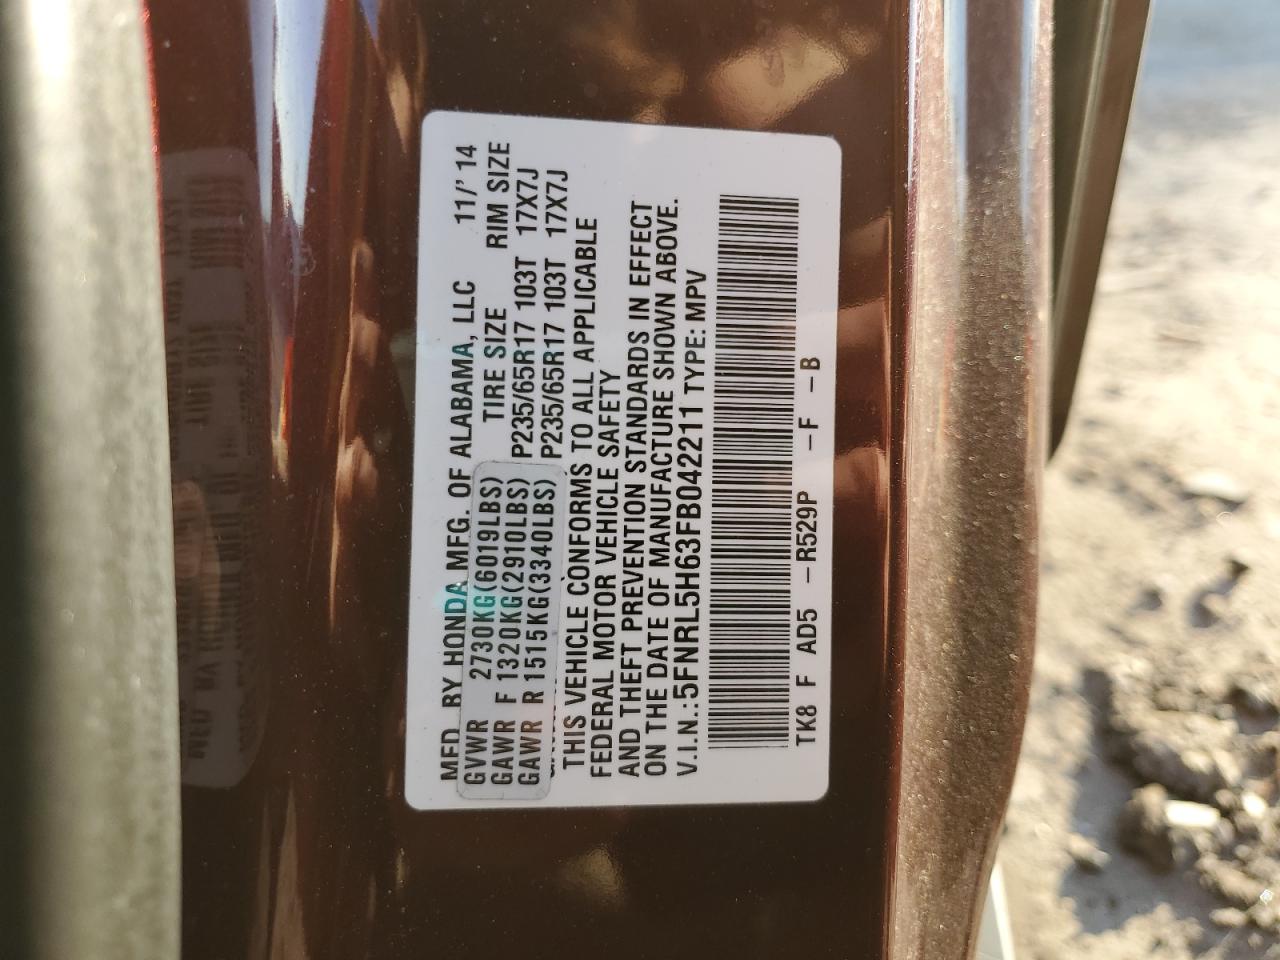 MFD. BY HONDA MFG. OF ALABAMA, LLC 11/'14
GVWR 2730KG(6019LBS) TIRE SIZE RIM SIZE
GAWR F 1320KG(2910LBS) P235/65R17 103T 17X7J
GAWR R 1515KG(3340LBS) P235/65R17 103T 17X7J
THIS VEHICLE CONFORMS TO ALL APPLICABLE
FEDERAL MOTOR VEHICLE SAFETY
AND THEFT PREVENTION STANDARDS IN EFFECT
ON THE DATE OF MANUFACTURE SHOWN ABOVE.
V.I.N.:5FNRL5H63FB042211 TYPE: MPV
TK8 F AD5 -R529P -F -B